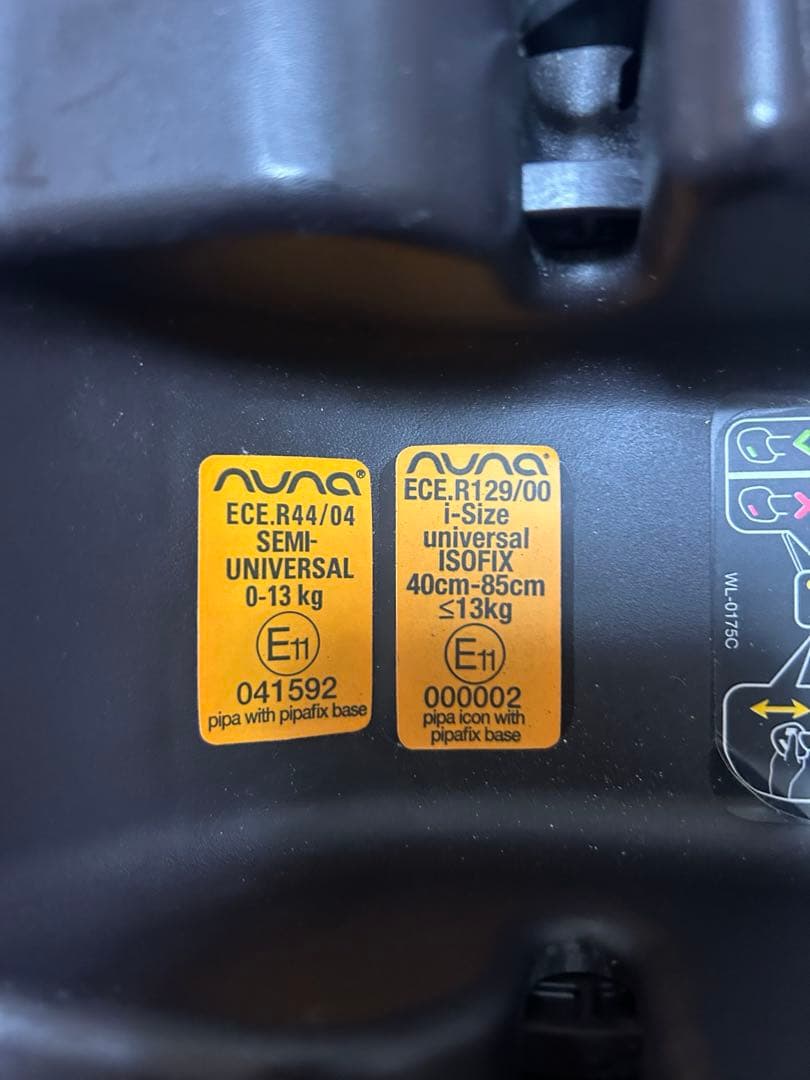 nuna®
ECE.R44/04
SEMI-
UNIVERSAL
0-13 kg
E11
041592
pipa with pipafix base
nuna®
ECE.R129/00
i-Size
universal
ISOFIX
40cm-85cm
≤13kg
E11
000002
pipa icon with
pipafix base
WL-0175C